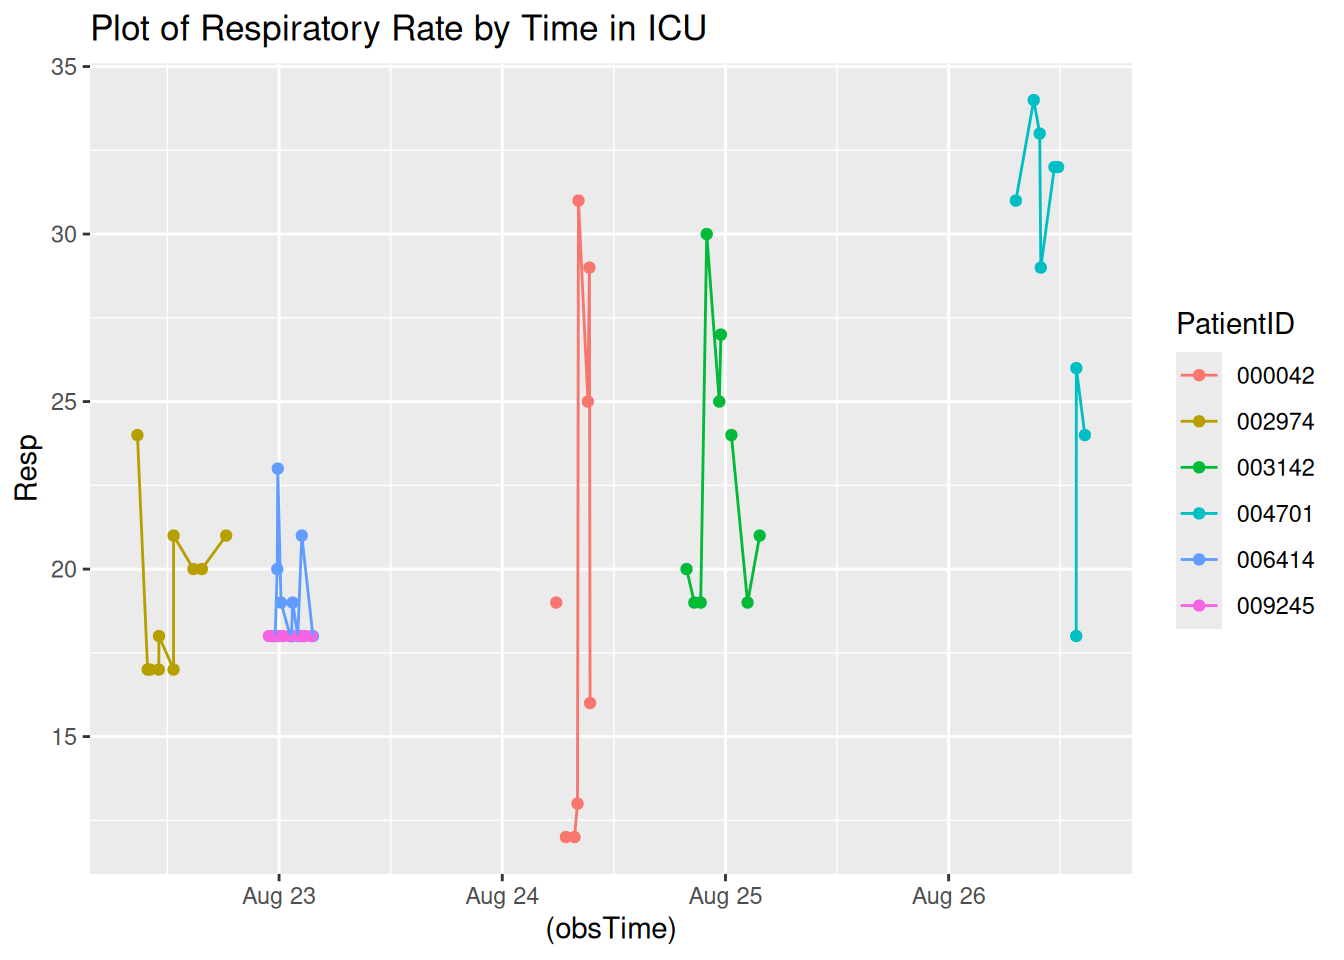 Plot of Respiratory Rate by Time in ICU
35
30
25
20
15
Resp
Aug 23
Aug 24
Aug 25
Aug 26
(obsTime)
PatientID
000042
002974
003142
004701
006414
009245